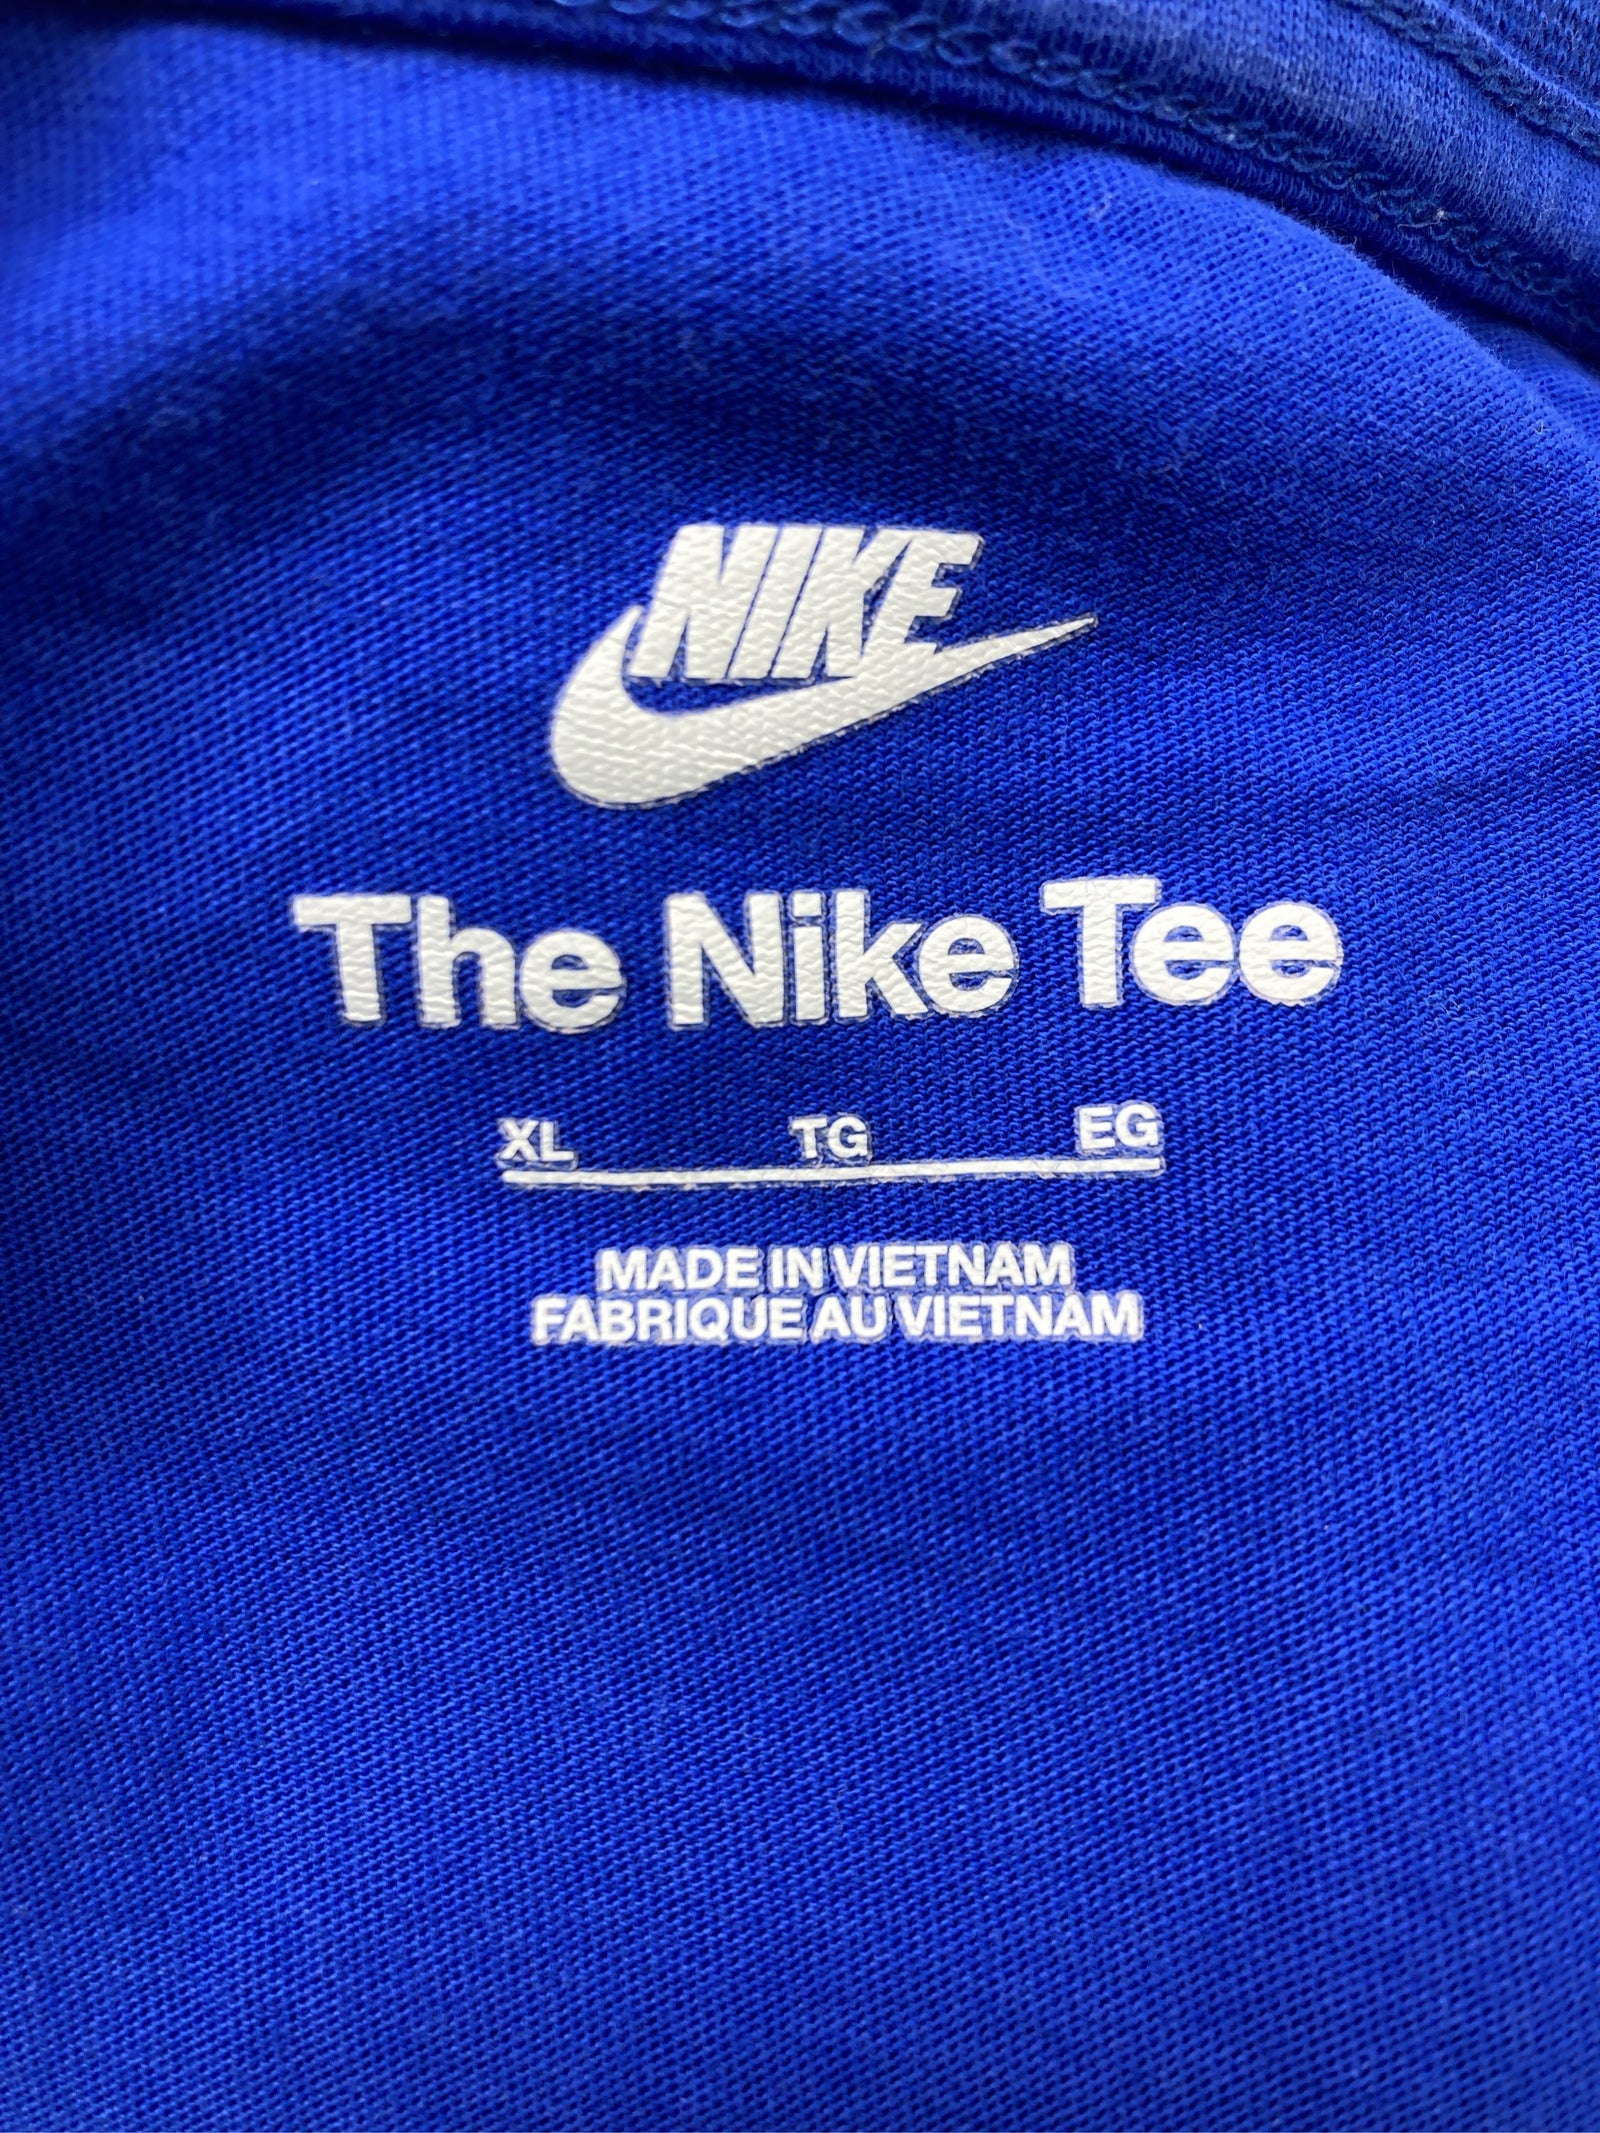 NIKE
The Nike Tee
XL TG EG
MADE IN VIETNAM
FABRIQUE AU VIETNAM